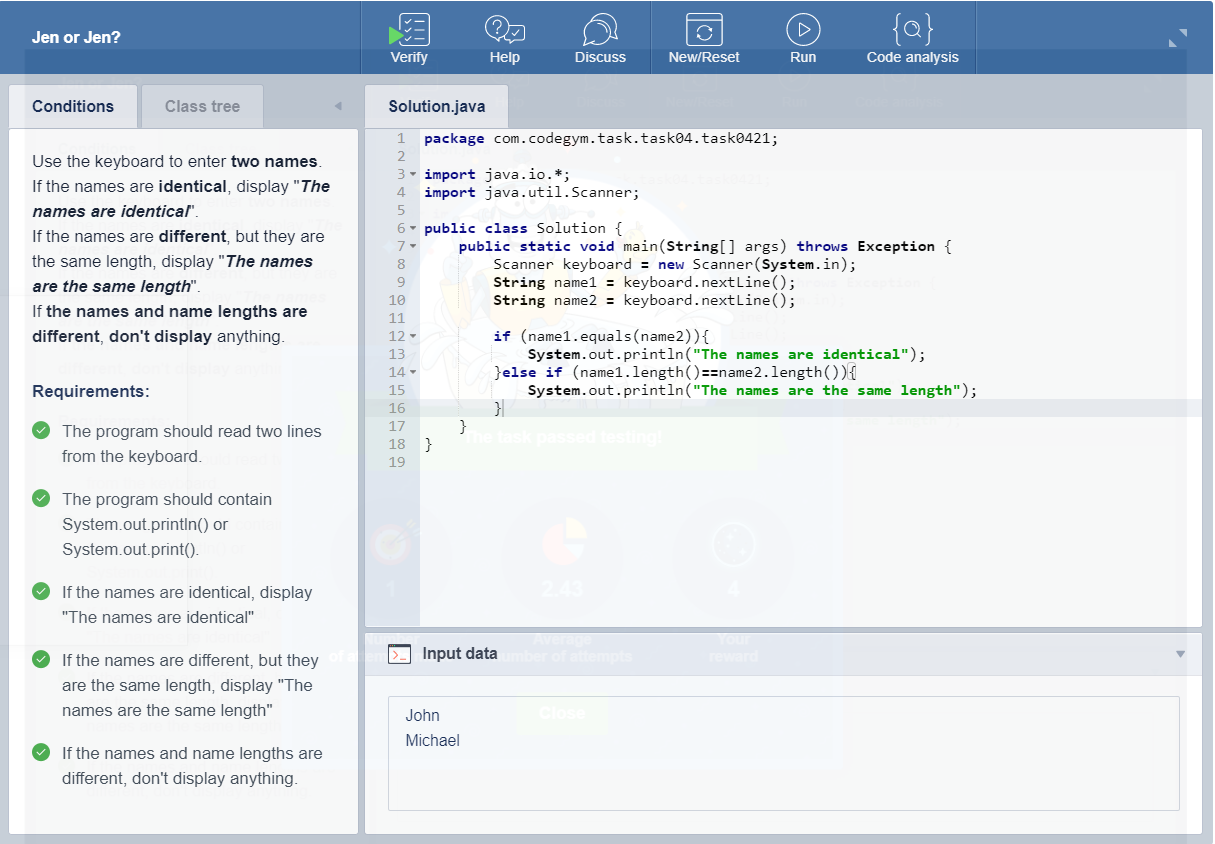 Jen or Jen?
Verify
Help
Discuss
New/Reset
Run
Code analysis
Conditions
Class tree
Use the keyboard to enter two names.
If the names are identical, display "The
names are identical".
If the names are different, but they are
the same length, display "The names
are the same length".
If the names and name lengths are
different, don't display anything.
Requirements:
The program should read two lines
from the keyboard.
The program should contain
System.out.println() or
System.out.print().
If the names are identical, display
"The names are identical"
If the names are different, but they
are the same length, display "The
names are the same length"
If the names and name lengths are
different, don't display anything.
Solution.java
1 package com.codegym.task.task04.task0421;
2
3 import java.io.*;
4 import java.util.Scanner;
5
6 public class Solution {
7 public static void main(String[] args) throws Exception {
8 Scanner keyboard = new Scanner(System.in);
9 String name1 = keyboard.nextLine();
10 String name2 = keyboard.nextLine();
11
12 if (name1.equals(name2)){
13 System.out.println("The names are identical");
14 }else if (name1.length()==name2.length()){
15 System.out.println("The names are the same length");
16 }
17 }
18 }
19
The task passed testing!
1
2.43
4
Number
of attempts
Average
number of attempts
Your
reward
Close
Input data
John
Michael